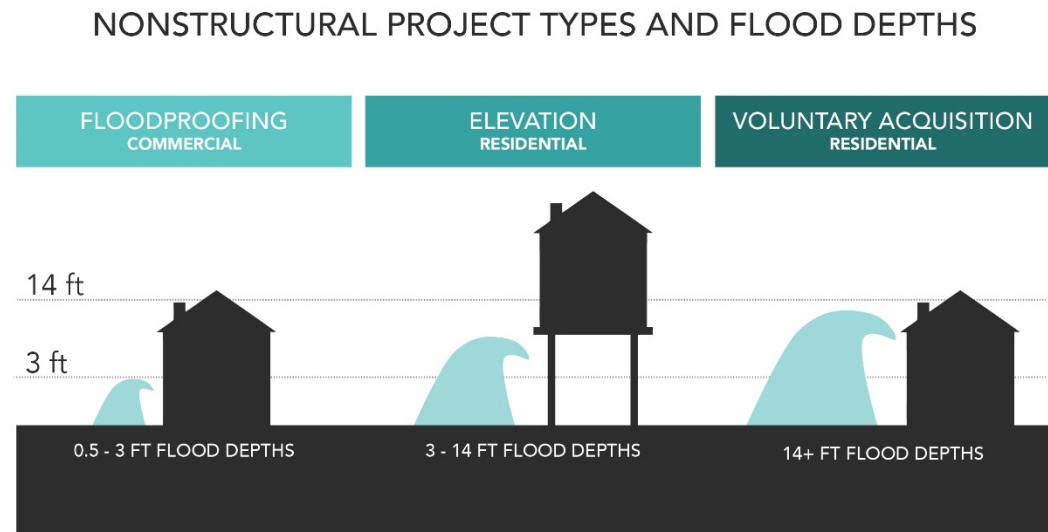 NONSTRUCTURAL PROJECT TYPES AND FLOOD DEPTHS
FLOODPROOFING
COMMERCIAL
ELEVATION
RESIDENTIAL
VOLUNTARY ACQUISITION
RESIDENTIAL
14 ft
3 ft
0.5 - 3 FT FLOOD DEPTHS
3 - 14 FT FLOOD DEPTHS
14+ FT FLOOD DEPTHS